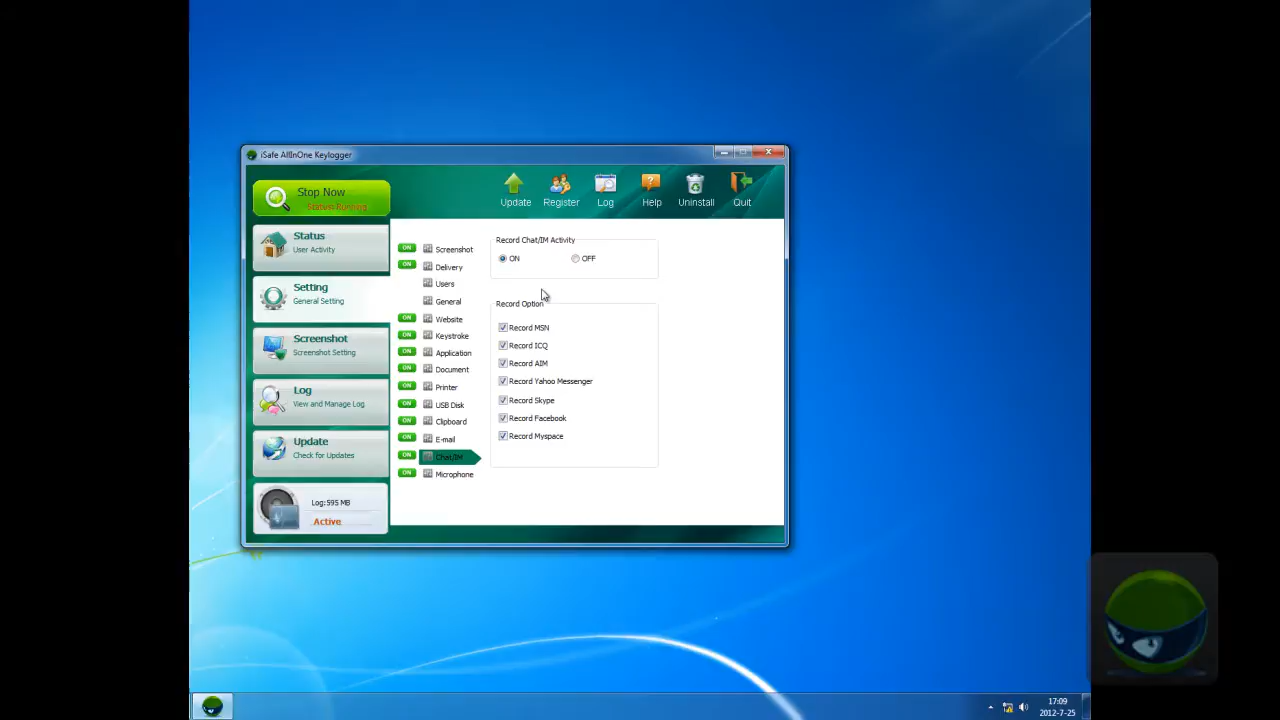 iSafe AllInOne Keylogger
Stop Now
Status: Running
Update
Register
Log
Help
Uninstall
Quit
Status
User Activity
Setting
General Setting
Screenshot
Screenshot Setting
Log
View and Manage Log
Update
Check for Updates
Log: 595 MB
Active
ON Screenshot
ON Delivery
Users
General
ON Website
ON Keystroke
ON Application
ON Document
ON Printer
ON USB Disk
ON Clipboard
ON E-mail
ON Chat/IM
ON Microphone
Record Chat/IM Activity
ON OFF
Record Option
Record MSN
Record ICQ
Record AIM
Record Yahoo Messenger
Record Skype
Record Facebook
Record Myspace
17:09
2012-7-25